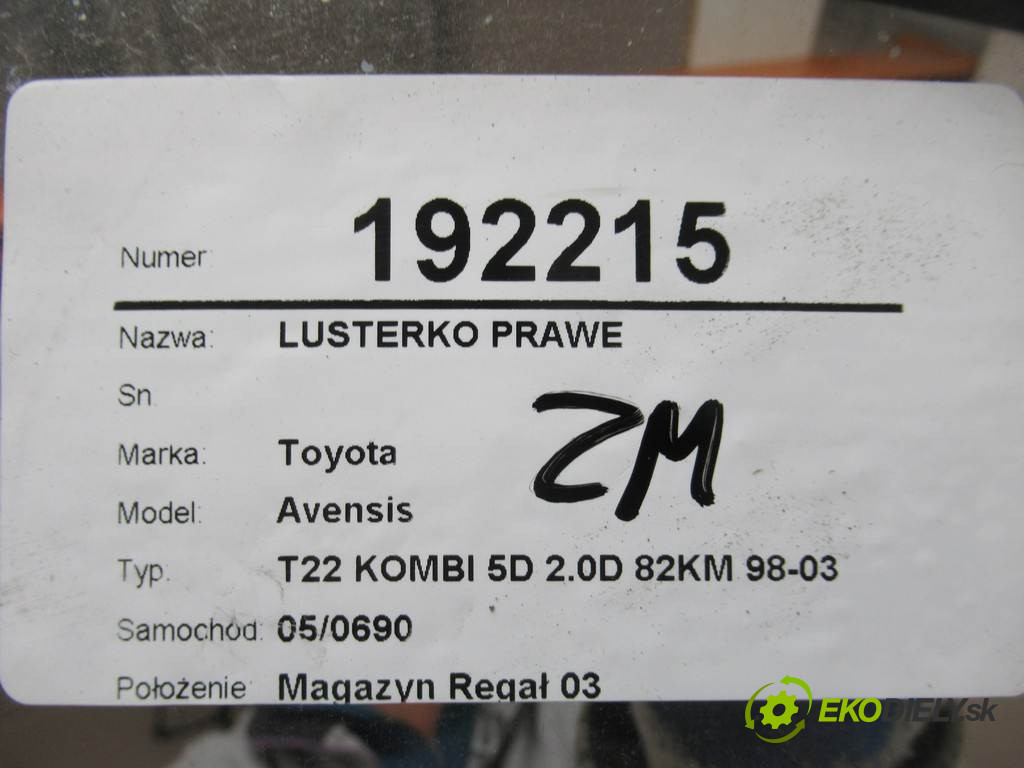 Numer: 192215
Nazwa: LUSTERKO PRAWE
Sn.
ZM
Marka: Toyota
Model: Avensis
Typ. T22 KOMBI 5D 2.0D 82KM 98-03
Samochód: 05/0690
Położenie Magazyn Regał 03
EKODIELY.sk